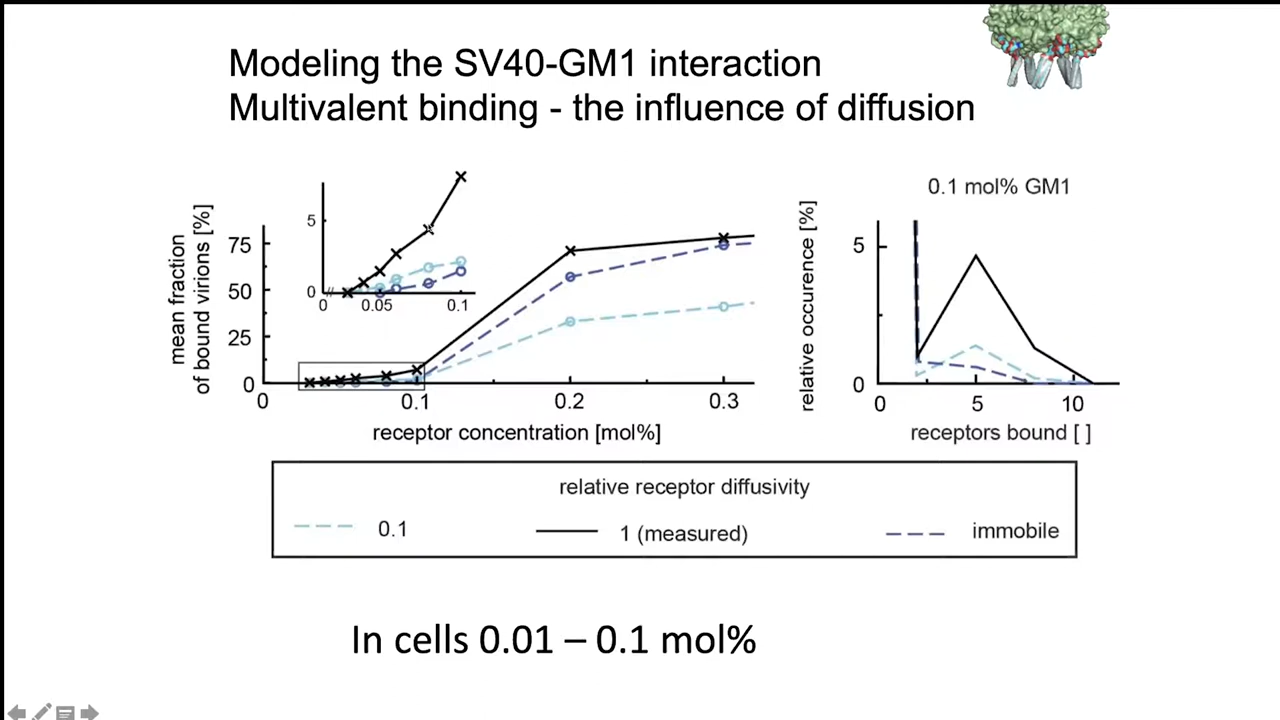 Modeling the SV40-GM1 interaction
Multivalent binding - the influence of diffusion
mean fraction
of bound virions [%]
75
50
25
0
0
0.1
0.2
0.3
receptor concentration [mol%]
5
0
0
0.05
0.1
0.1 mol% GM1
relative occurence [%]
5
0
0
5
10
receptors bound [ ]
relative receptor diffusivity
0.1
1 (measured)
immobile
In cells 0.01 – 0.1 mol%